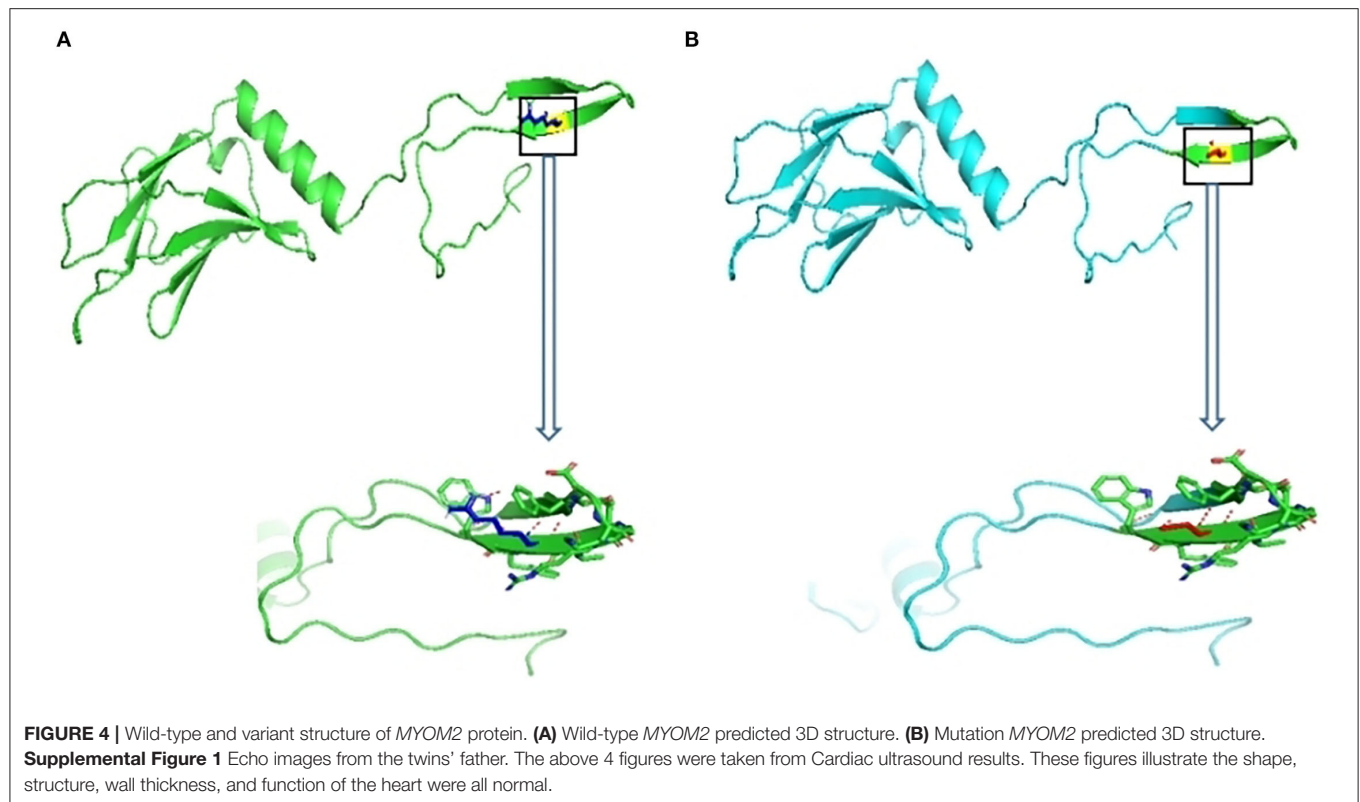 A
B
FIGURE 4 | Wild-type and variant structure of MYOM2 protein. (A) Wild-type MYOM2 predicted 3D structure. (B) Mutation MYOM2 predicted 3D structure.
Supplemental Figure 1 Echo images from the twins' father. The above 4 figures were taken from Cardiac ultrasound results. These figures illustrate the shape,
structure, wall thickness, and function of the heart were all normal.